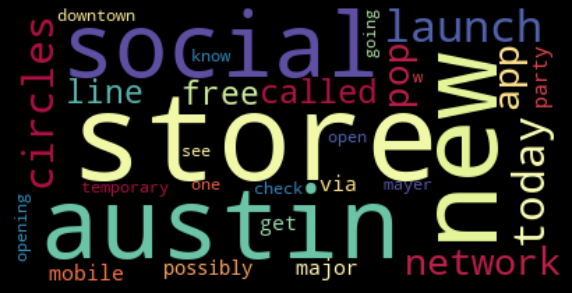 downtown
social
going
launch
circles
know
pop
w
new
app
party
line
free
called
store
open
see
today
temporary
one
check
via
mayer
opening
austin
get
network
mobile
possibly
major